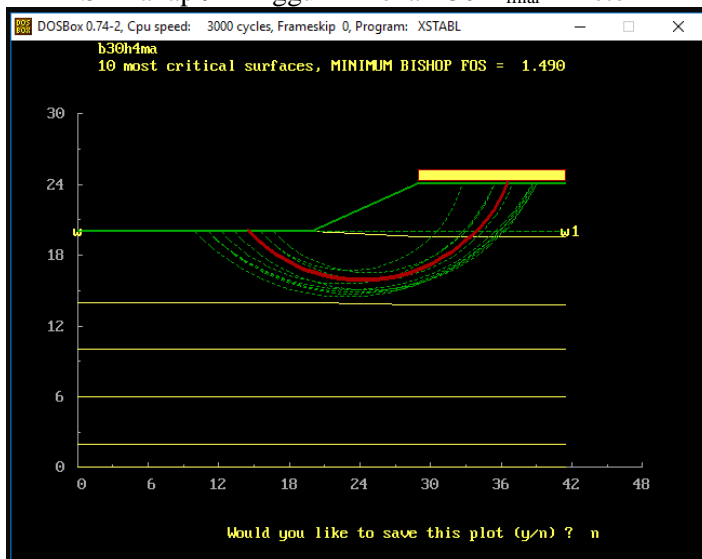 DOSBox 0.74-2, Cpu speed: 3000 cycles, Frameskip 0, Program: XSTABL
b30h4ma
10 most critical surfaces, MINIMUM BISHOP FOS = 1.490
30
24
w w1
18
12
6
0
0 6 12 18 24 30 36 42 48
Would you like to save this plot (y/n) ? n